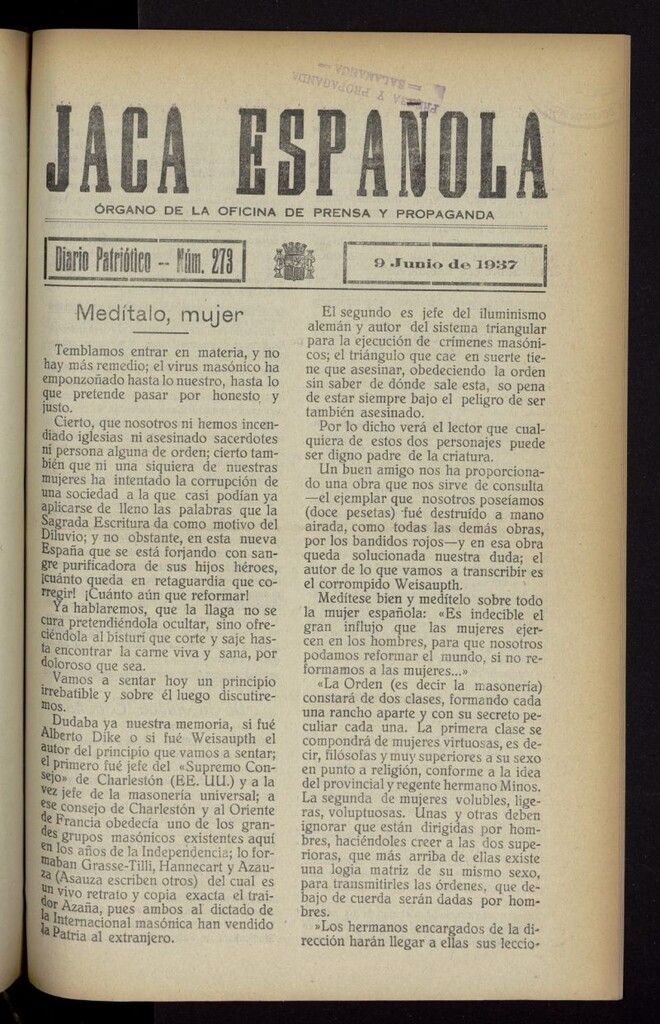 PRENSA Y PROPAGANDA
— SALAMANCA —
JACA ESPAÑOLA
ÓRGANO DE LA OFICINA DE PRENSA Y PROPAGANDA
Diario Patriótico -- Núm. 273
9 Junio de 1937
Medítalo, mujer
Temblamos entrar en materia, y no
hay más remedio; el virus masónico ha
emponzoñado hasta lo nuestro, hasta lo
que pretende pasar por honesto y
justo.
Cierto, que nosotros ni hemos incen-
diado iglesias ni asesinado sacerdotes
ni persona alguna de orden; cierto tam-
bién que ni una siquiera de nuestras
mujeres ha intentado la corrupción de
una sociedad a la que casi podían ya
aplicarse de lleno las palabras que la
Sagrada Escritura da como motivo del
Diluvio; y no obstante, en esta nueva
España que se está forjando con san-
gre purificadora de sus hijos héroes,
¡cuánto queda en retaguardia que co-
rregir! ¡Cuánto aún que reformar!
Ya hablaremos, que la llaga no se
cura pretendiéndola ocultar, sino ofre-
ciéndola al bisturí que corte y saje has-
ta encontrar la carne viva y sana, por
doloroso que sea.
Vamos a sentar hoy un principio
irrebatible y sobre él luego discutire-
mos.
Dudaba ya nuestra memoria, si fué
Alberto Dike o si fué Weisaupth el
autor del principio que vamos a sentar;
el primero fué jefe del «Supremo Con-
sejo» de Charlestón (EE. UU.) y a la
vez jefe de la masonería universal; a
ese consejo de Charlestón y al Oriente
de Francia obedecía uno de los gran-
des grupos masónicos existentes aquí
en los años de la Independencia; lo for-
maban Grasse-Tilli, Hannecart y Azau-
za (Asauza escriben otros) del cual es
un vivo retrato y copia exacta el trai-
dor Azaña, pues ambos al dictado de
la Internacional masónica han vendido
la Patria al extranjero.
El segundo es jefe del iluminismo
alemán y autor del sistema triangular
para la ejecución de crímenes masóni-
cos; el triángulo que cae en suerte tie-
ne que asesinar, obedeciendo la orden
sin saber de dónde sale esta, so pena
de estar siempre bajo el peligro de ser
también asesinado.
Por lo dicho verá el lector que cual-
quiera de estos dos personajes puede
ser digno padre de la criatura.
Un buen amigo nos ha proporciona-
do una obra que nos sirve de consulta
—el ejemplar que nosotros poseíamos
(doce pesetas) fué destruído a mano
airada, como todas las demás obras,
por los bandidos rojos—y en esa obra
queda solucionada nuestra duda; el
autor de lo que vamos a transcribir es
el corrompido Weisaupth.
Medítese bien y medítelo sobre todo
la mujer española: «Es indecible el
gran influjo que las mujeres ejer-
cen en los hombres, para que nosotros
podamos reformar el mundo, si no re-
formamos a las mujeres...»
«La Orden (es decir la masonería)
constará de dos clases, formando cada
una rancho aparte y con su secreto pe-
culiar cada una. La primera clase se
compondrá de mujeres virtuosas, es de-
cir, filósofas y muy superiores a su sexo
en punto a religión, conforme a la idea
del provincial y regente hermano Minos.
La segunda de mujeres volubles, lige-
ras, voluptuosas. Unas y otras deben
ignorar que están dirigidas por hom-
bres, haciéndoles creer a las dos supe-
rioras, que más arriba de ellas existe
una logia matriz de su mismo sexo,
para transmitirles las órdenes, que de-
bajo de cuerda serán dadas por hom-
bres.
»Los hermanos encargados de la di-
rección harán llegar a ellas sus leccio-